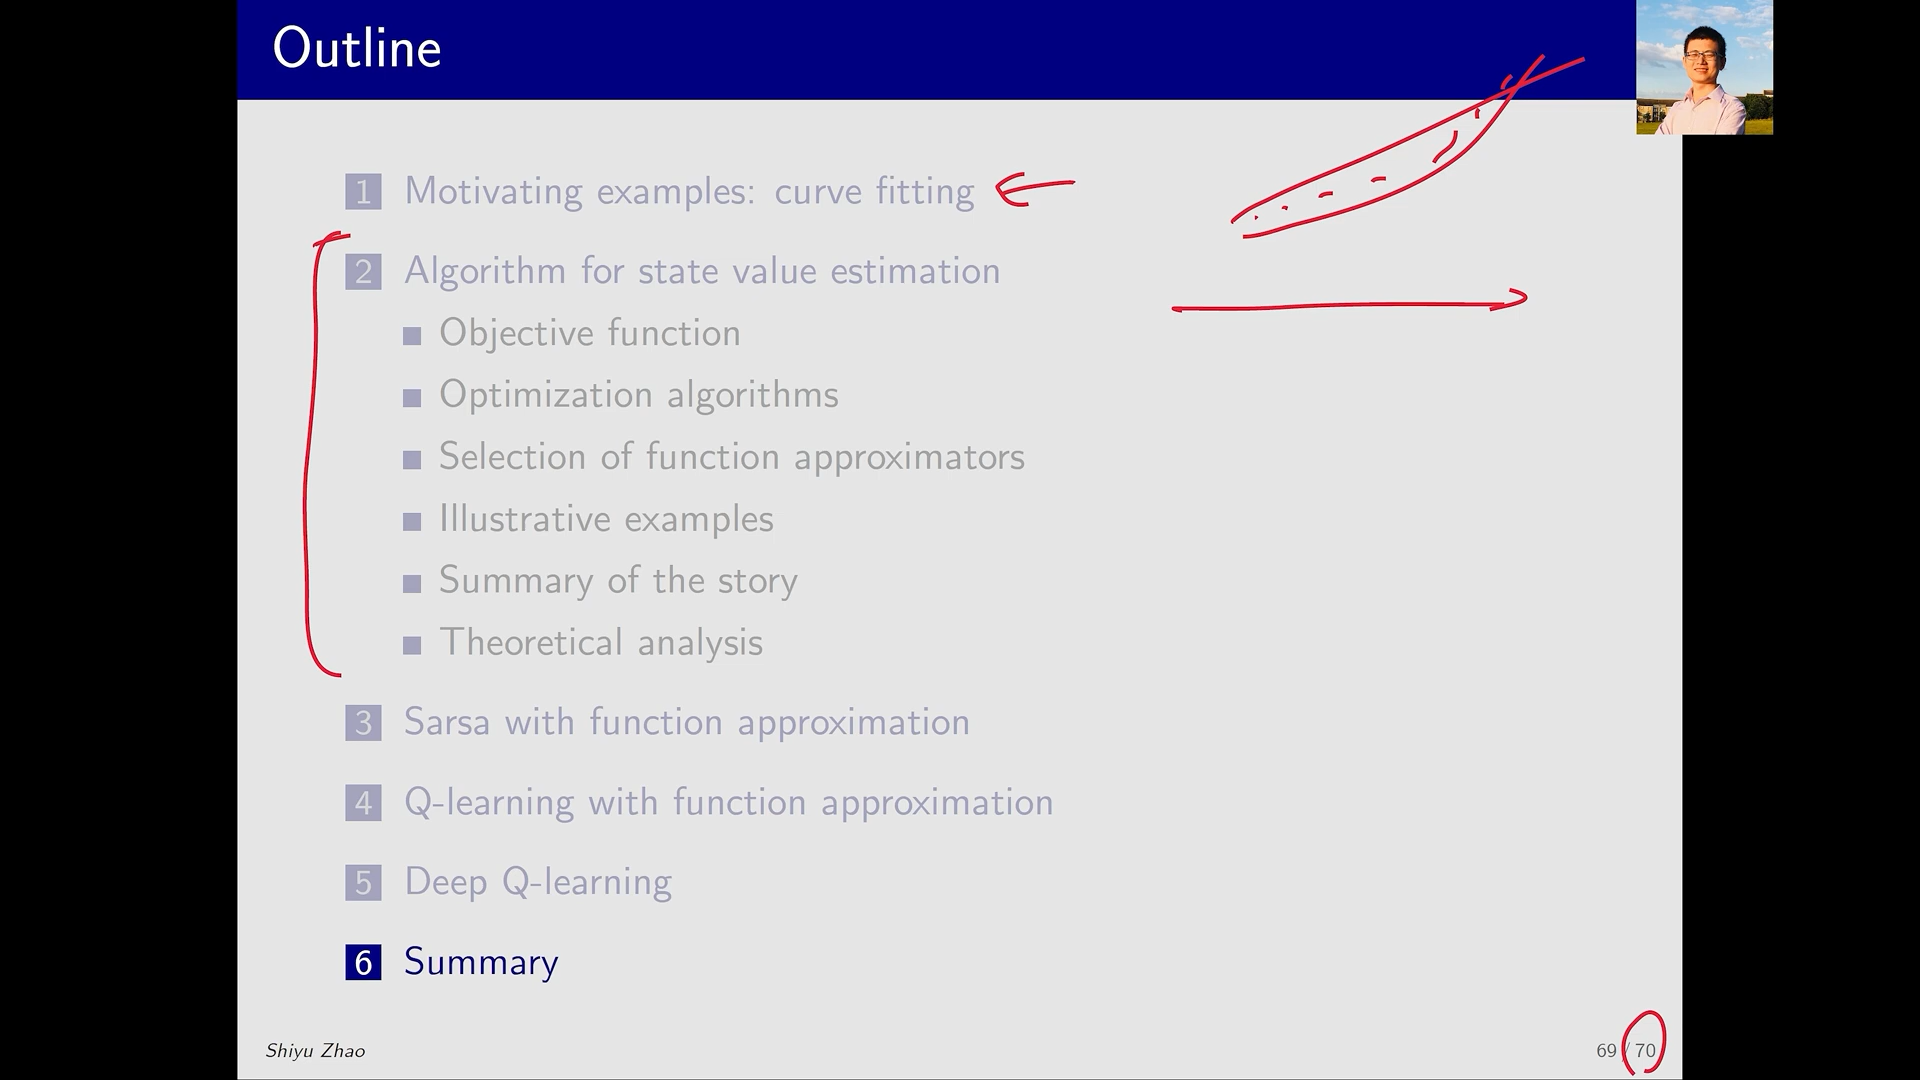 Outline
1 Motivating examples: curve fitting
2 Algorithm for state value estimation
Objective function
Optimization algorithms
Selection of function approximators
Illustrative examples
Summary of the story
Theoretical analysis
3 Sarsa with function approximation
4 Q-learning with function approximation
5 Deep Q-learning
6 Summary
Shiyu Zhao
69 / 70